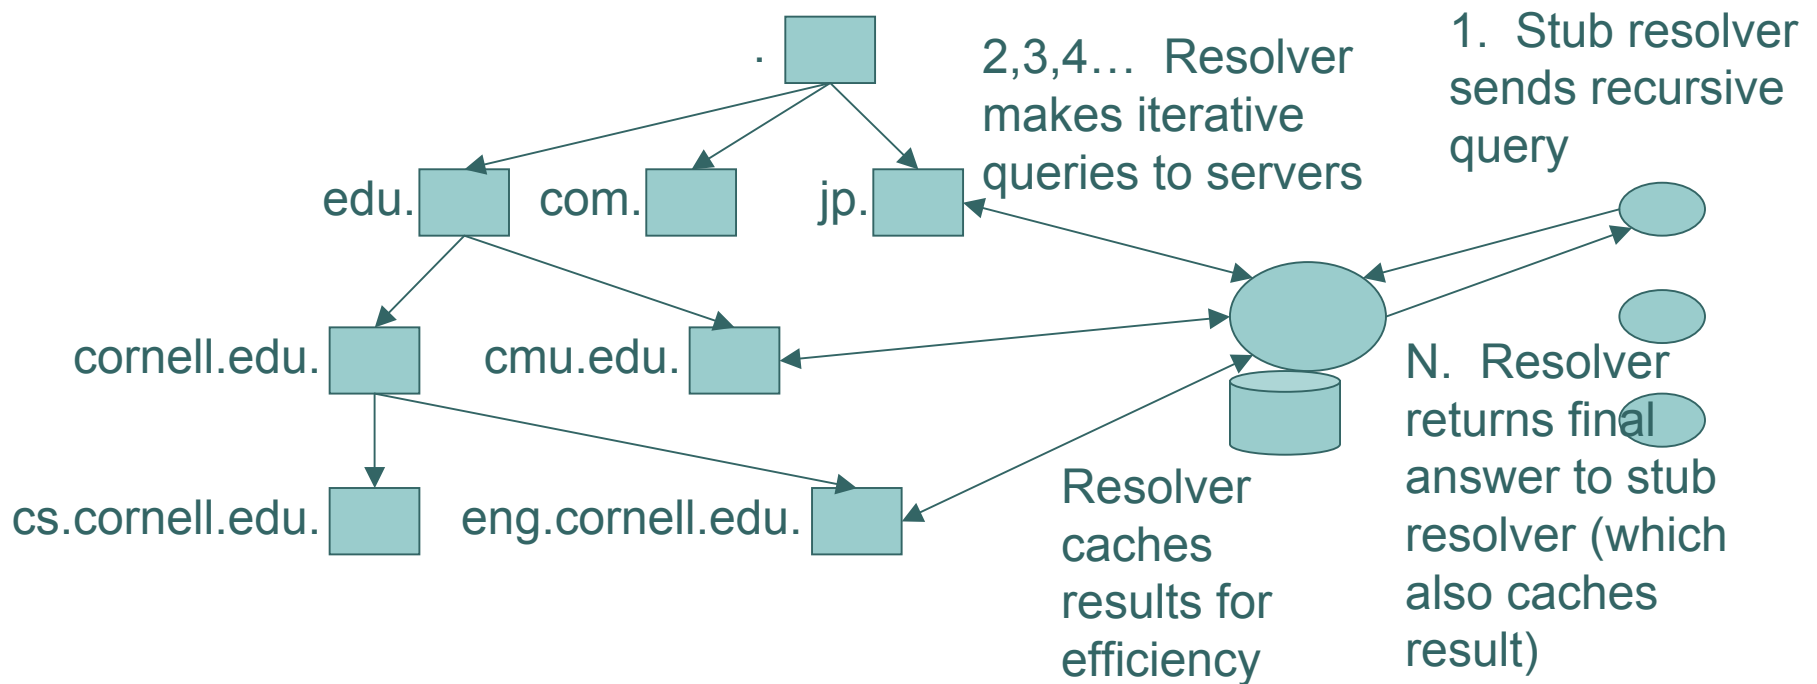 .
2,3,4… Resolver
makes iterative
queries to servers
1. Stub resolver
sends recursive
query
edu.
com.
jp.
cornell.edu.
cmu.edu.
N. Resolver
returns final
answer to stub
resolver (which
also caches
result)
cs.cornell.edu.
eng.cornell.edu.
Resolver
caches
results for
efficiency